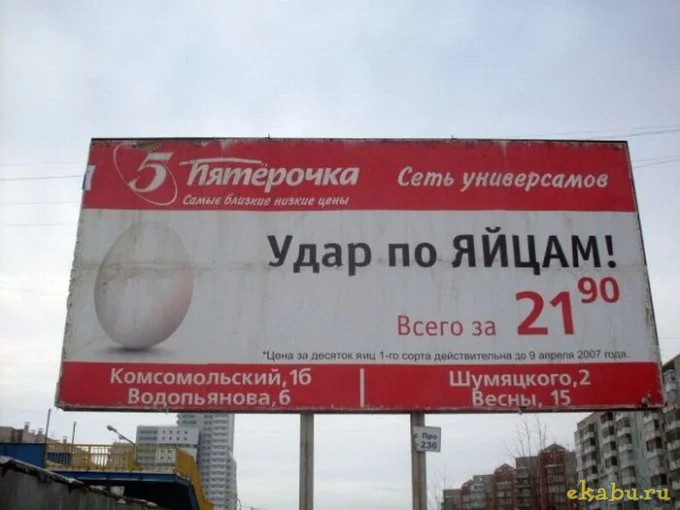 5 Пятёрочка Сеть универсамов
Самые близкие низкие цены
Удар по ЯЙЦАМ!
Всего за 21 90
*Цена за десяток яиц 1-го сорта действительна до 9 апреля 2007 года.
Комсомольский,1б Шумяцкого,2
Водопьянова,6 Весны, 15
Про
236
ekabu.ru